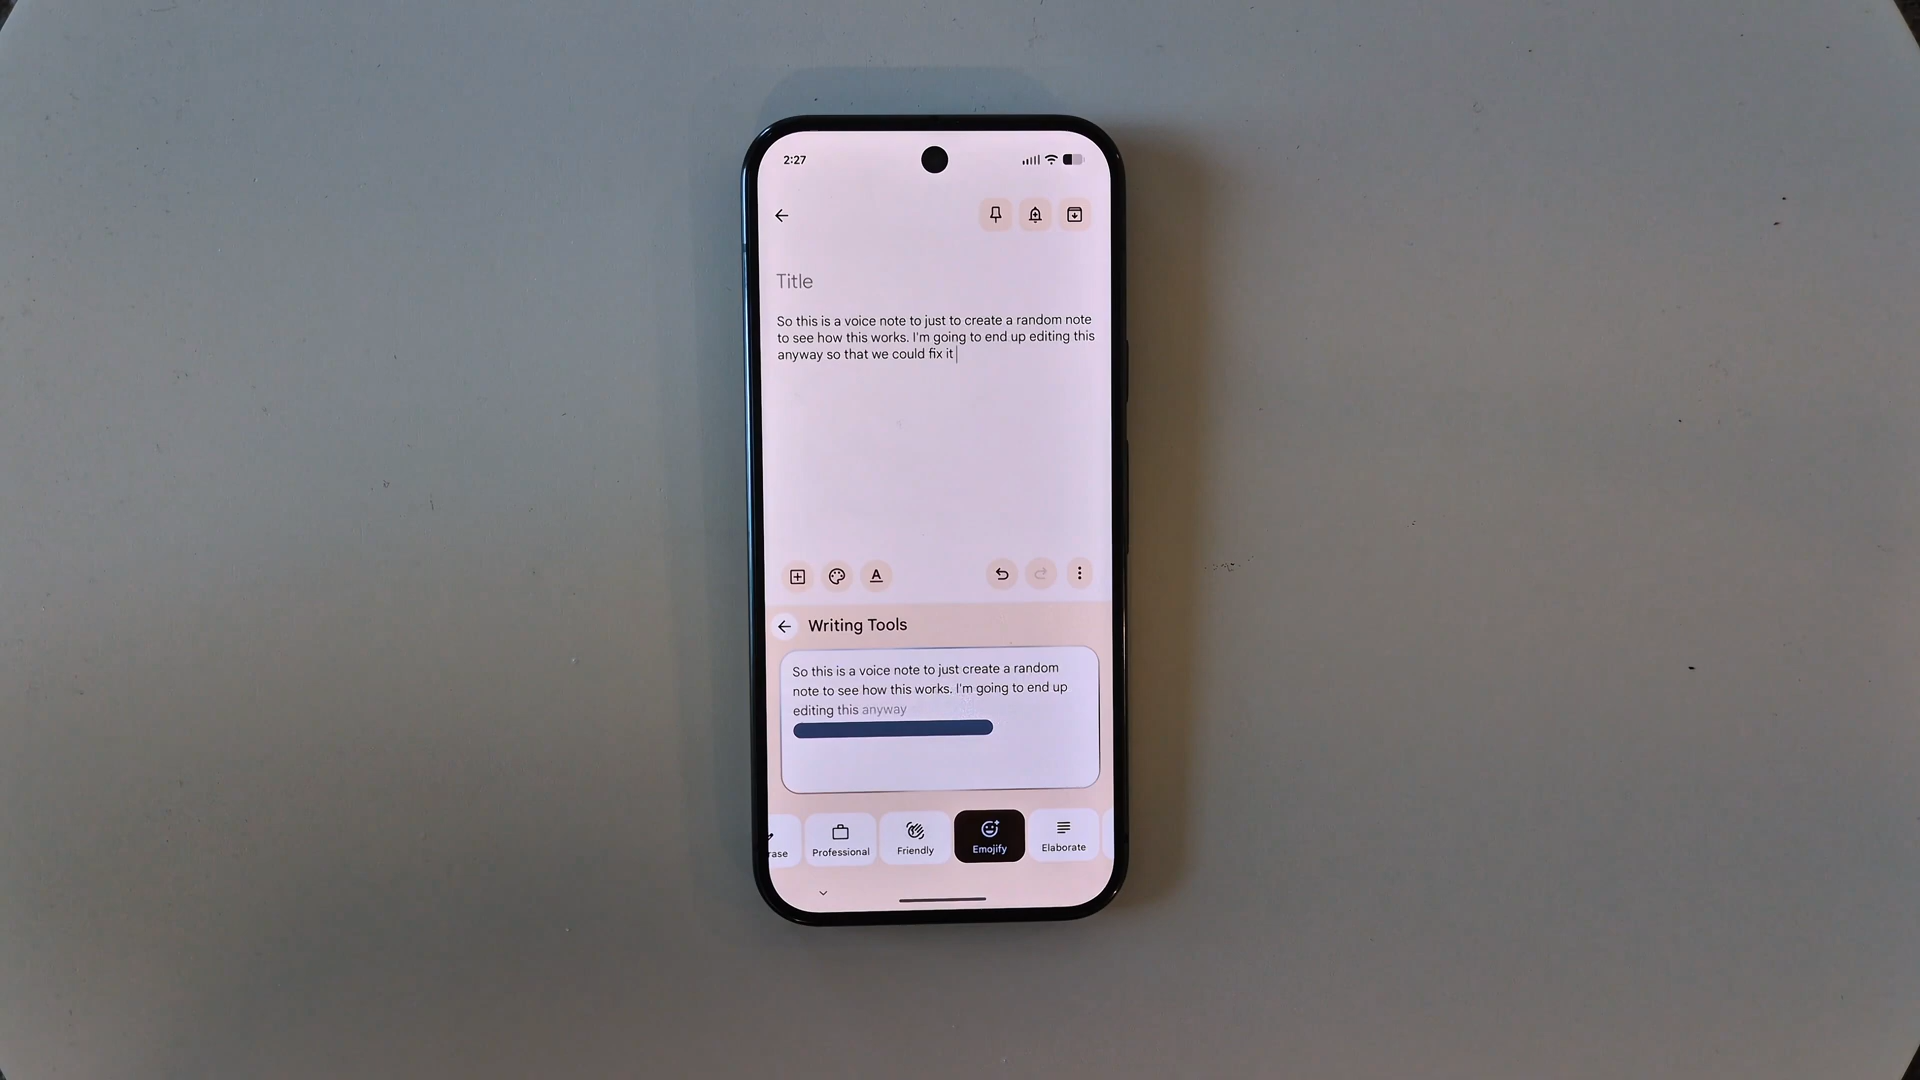 2:27
Title
So this is a voice note to just to create a random note
to see how this works. I'm going to end up editing this
anyway so that we could fix it
Writing Tools
So this is a voice note to just create a random
note to see how this works. I'm going to end up
editing this anyway
rase
Professional
Friendly
Emojify
Elaborate